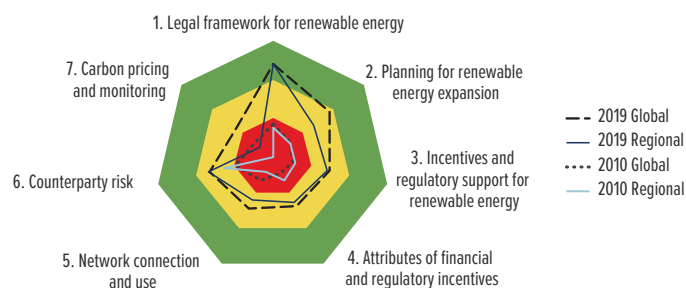 1. Legal framework for renewable energy
2. Planning for renewable
energy expansion
3. Incentives and
regulatory support for
renewable energy
4. Attributes of financial
and regulatory incentives
5. Network connection
and use
6. Counterparty risk
7. Carbon pricing
and monitoring
2019 Global
2019 Regional
2010 Global
2010 Regional